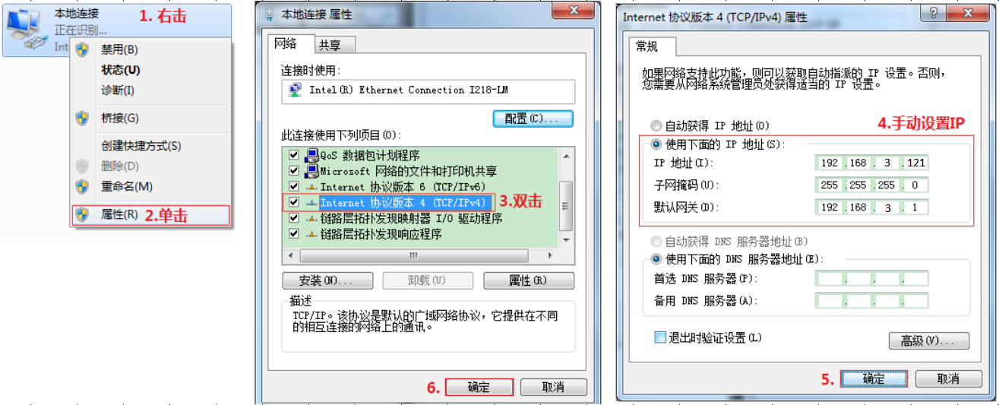 本地连接
1. 右击
正在识别...
Int
禁用(B)
状态(U)
诊断(I)
桥接(G)
创建快捷方式(S)
删除(D)
重命名(M)
属性(R) 2.单击
本地连接 属性
网络 共享
连接时使用:
Intel(R) Ethernet Connection I218-LM
配置(C)...
此连接使用下列项目(O):
QoS 数据包计划程序
Microsoft 网络的文件和打印机共享
Internet 协议版本 6 (TCP/IPv6)
Internet 协议版本 4 (TCP/IPv4) 3.双击
链路层拓扑发现映射器 I/O 驱动程序
链路层拓扑发现响应程序
安装(N)... 卸载(U) 属性(R)
描述
TCP/IP。该协议是默认的广域网络协议，它提供在不同
的相互连接的网络上的通讯。
6. 确定 取消
Internet 协议版本 4 (TCP/IPv4) 属性
常规
如果网络支持此功能，则可以获取自动指派的 IP 设置。否则，
您需要从网络系统管理员处获得适当的 IP 设置。
自动获得 IP 地址(O)
4.手动设置IP
使用下面的 IP 地址(S):
IP 地址(I): 192 .168 . 3 .121
子网掩码(U): 255 .255 .255 . 0
默认网关(D): 192 .168 . 3 . 1
自动获得 DNS 服务器地址(B)
使用下面的 DNS 服务器地址(E):
首选 DNS 服务器(P): . . .
备用 DNS 服务器(A): . . .
退出时验证设置(L)
高级(V)...
5. 确定 取消